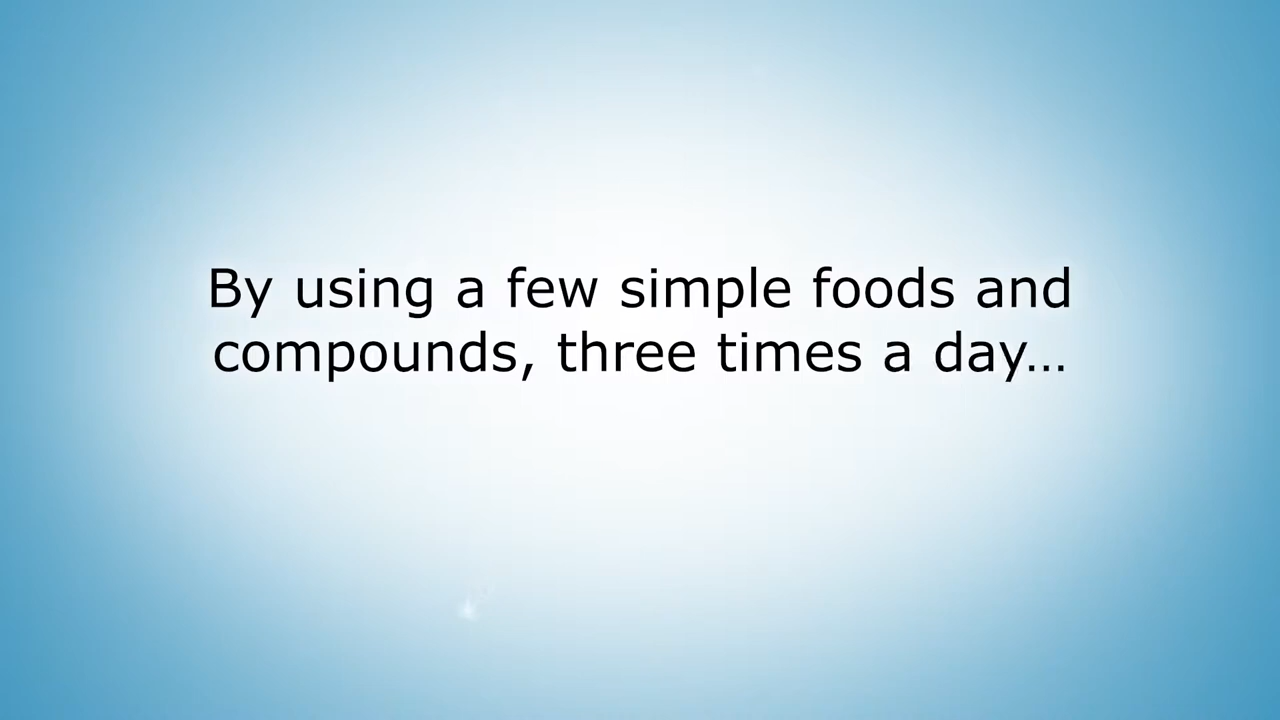 By using a few simple foods and
compounds, three times a day…